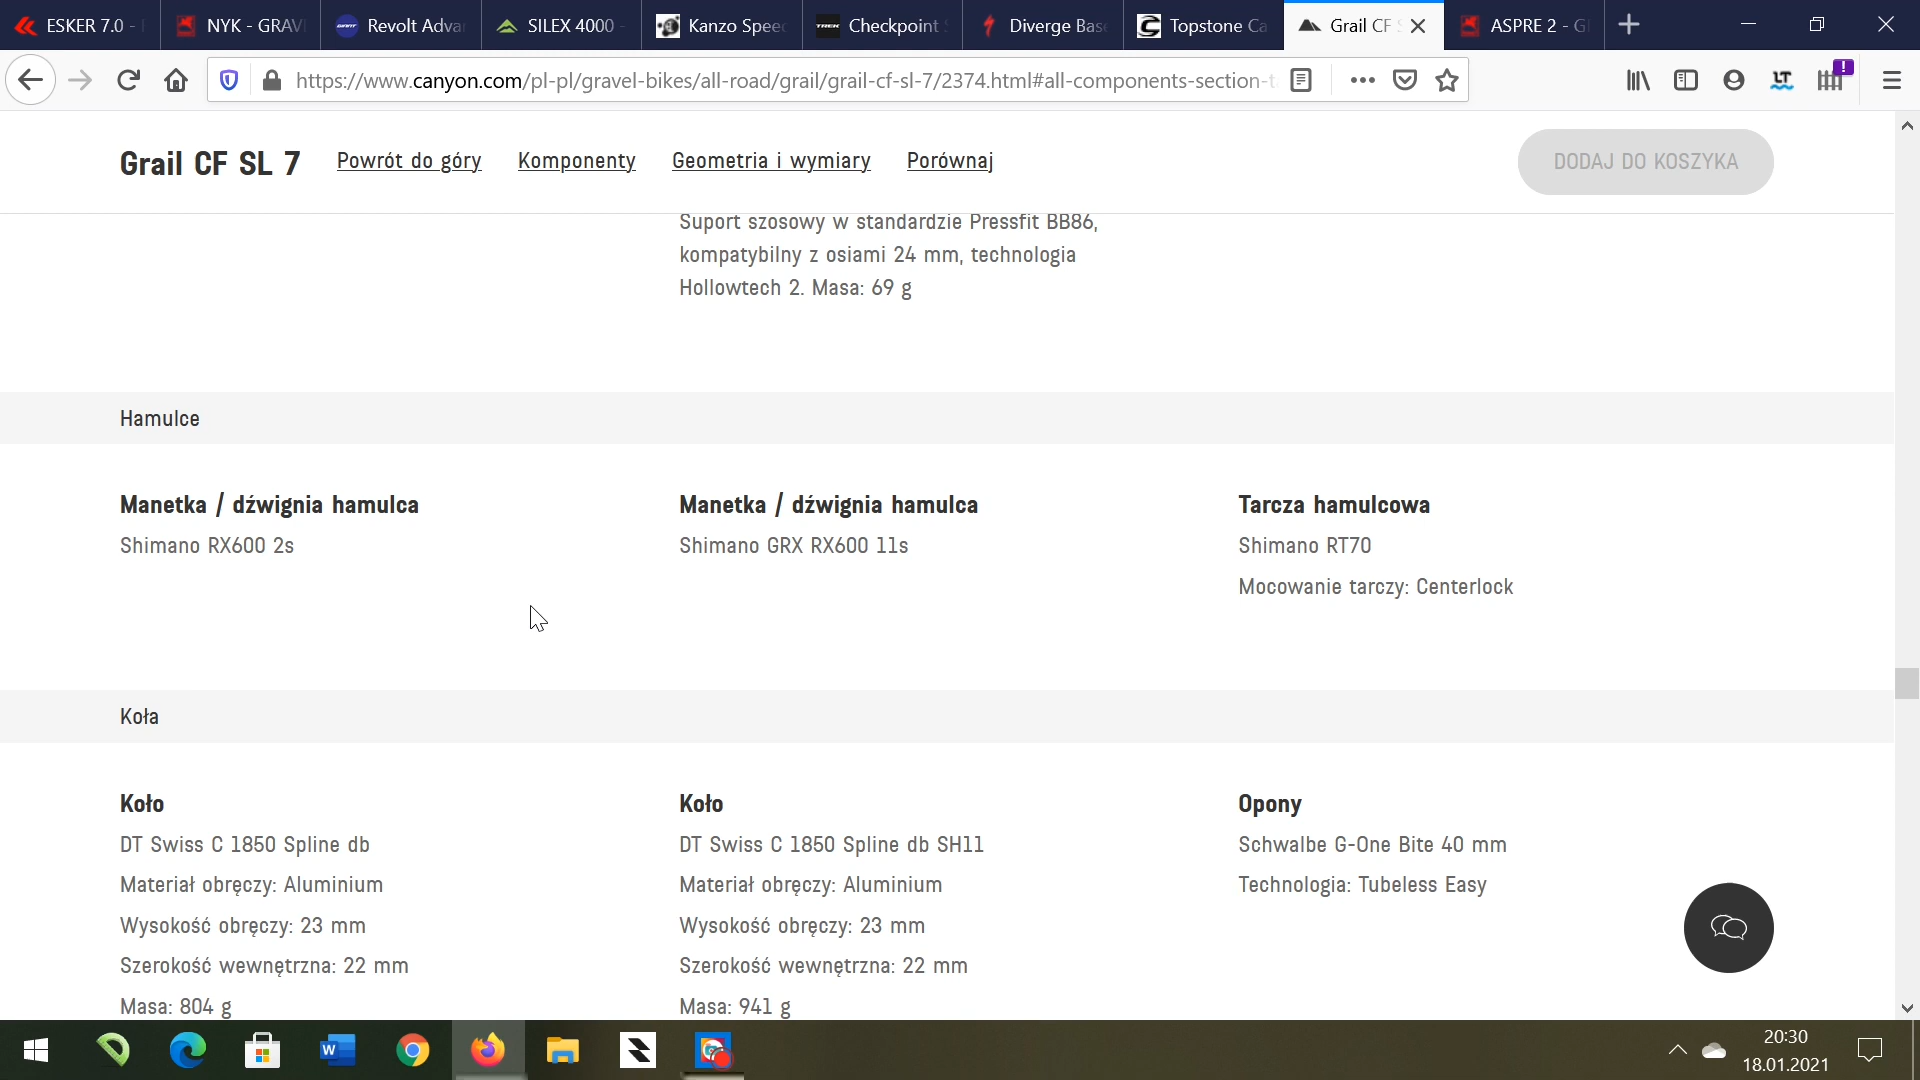 ESKER 7.0 -
NYK - GRAV
Revolt Adva
SILEX 4000 -
Kanzo Spee
Checkpoint
Diverge Base
Topstone Ca
Grail CF S
ASPRE 2 - G
https://www.canyon.com/pl-pl/gravel-bikes/all-road/grail/grail-cf-sl-7/2374.html#all-components-section-t
Grail CF SL 7
Powrót do góry
Komponenty
Geometria i wymiary
Porównaj
DODAJ DO KOSZYKA
Suport szosowy w standardzie Pressfit BB86,
kompatybilny z osiami 24 mm, technologia
Hollowtech 2. Masa: 69 g
Hamulce
Manetka / dźwignia hamulca
Shimano RX600 2s
Manetka / dźwignia hamulca
Shimano GRX RX600 11s
Tarcza hamulcowa
Shimano RT70
Mocowanie tarczy: Centerlock
Koła
Koło
DT Swiss C 1850 Spline db
Materiał obręczy: Aluminium
Wysokość obręczy: 23 mm
Szerokość wewnętrzna: 22 mm
Masa: 804 g
Koło
DT Swiss C 1850 Spline db SH11
Materiał obręczy: Aluminium
Wysokość obręczy: 23 mm
Szerokość wewnętrzna: 22 mm
Masa: 941 g
Opony
Schwalbe G-One Bite 40 mm
Technologia: Tubeless Easy
20:30
18.01.2021